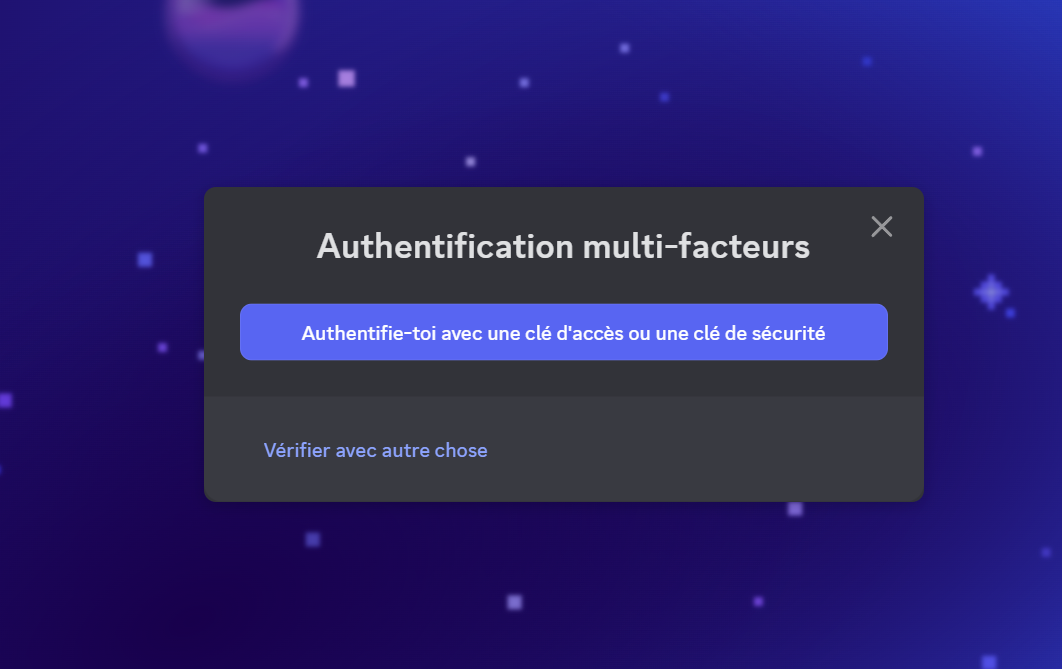 Authentification multi-facteurs
Authentifie-toi avec une clé d'accès ou une clé de sécurité
Vérifier avec autre chose